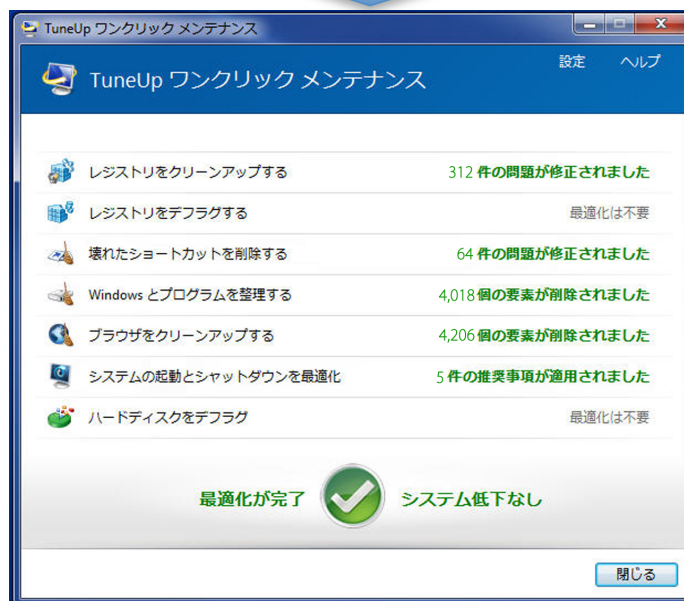 TuneUp ワンクリック メンテナンス
設定 ヘルプ
TuneUp ワンクリック メンテナンス
レジストリをクリーンアップする 312 件の問題が修正されました
レジストリをデフラグする 最適化は不要
壊れたショートカットを削除する 64 件の問題が修正されました
Windows とプログラムを整理する 4,018 個の要素が削除されました
ブラウザをクリーンアップする 4,206 個の要素が削除されました
システムの起動とシャットダウンを最適化 5 件の推奨事項が適用されました
ハードディスクをデフラグ 最適化は不要
最適化が完了 システム低下なし
閉じる